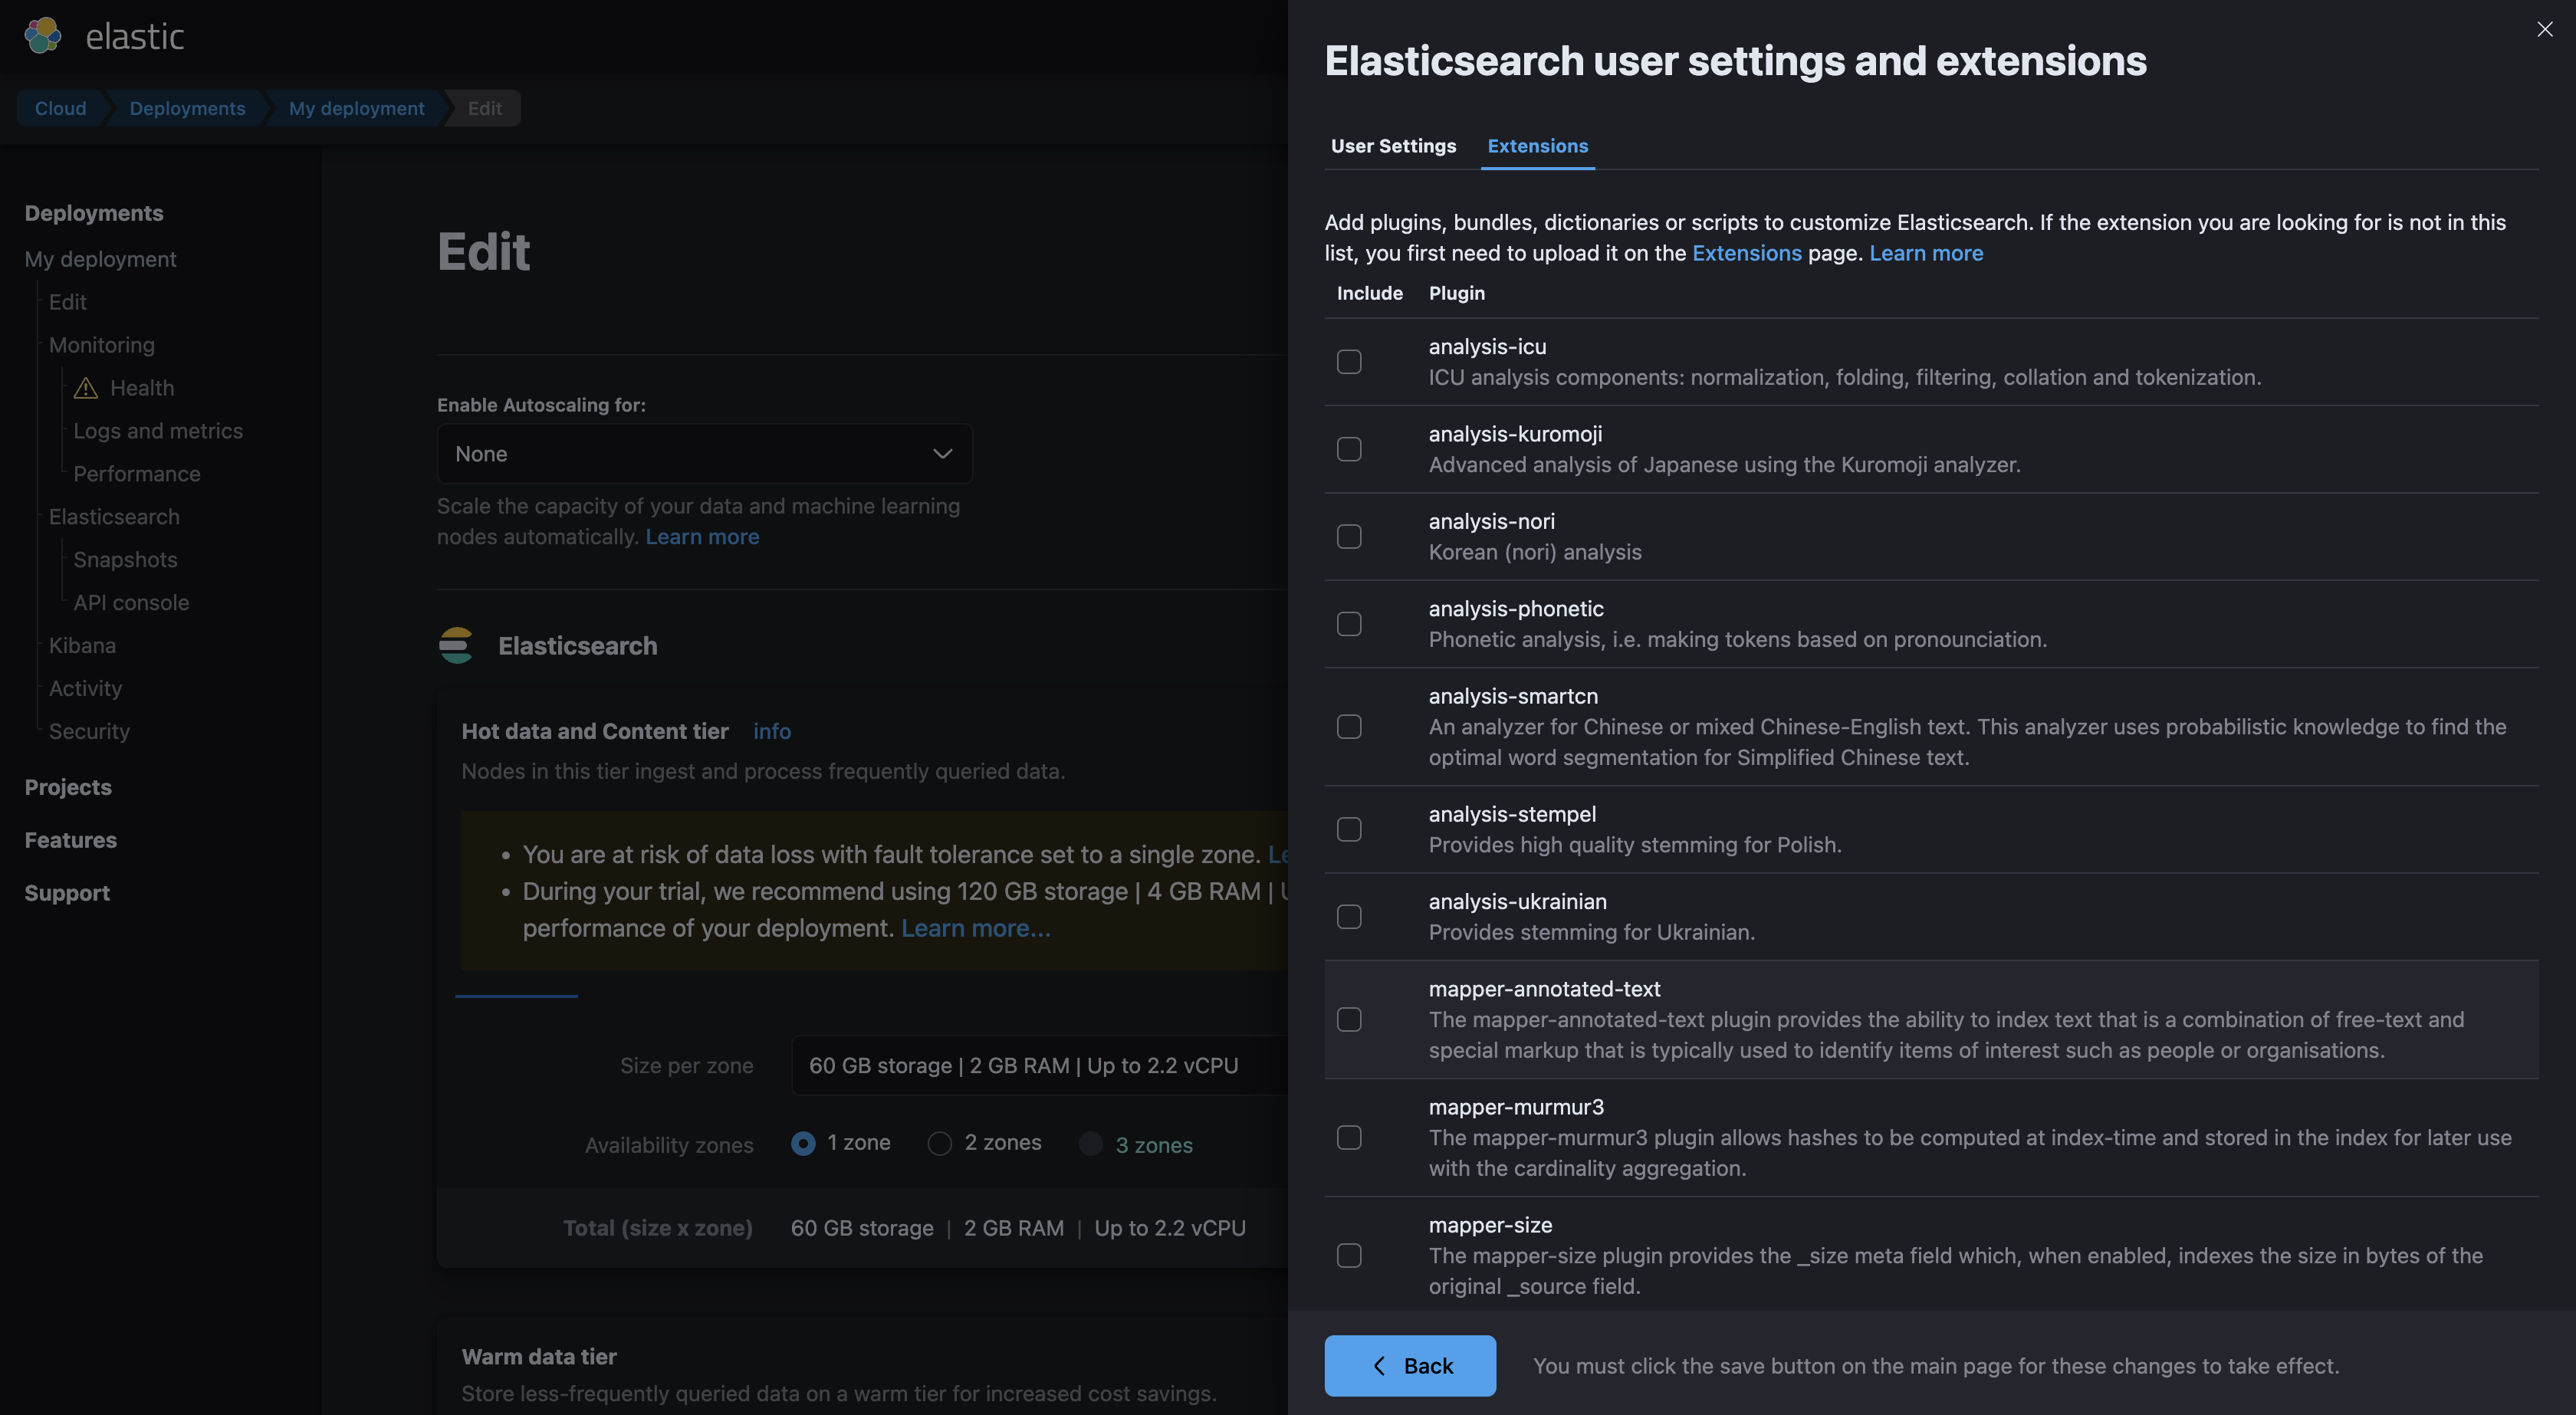 elastic
Cloud
Deployments
My deployment
Edit
Deployments
My deployment
Edit
Monitoring
Health
Logs and metrics
Performance
Elasticsearch
Snapshots
API console
Kibana
Activity
Security
Projects
Features
Support
Edit
Enable Autoscaling for:
None
Scale the capacity of your data and machine learning
nodes automatically. Learn more
Elasticsearch
Hot data and Content tier info
Nodes in this tier ingest and process frequently queried data.
• You are at risk of data loss with fault tolerance set to a single zone.
• During your trial, we recommend using 120 GB storage | 4 GB RAM |
performance of your deployment. Learn more...
Size per zone
60 GB storage | 2 GB RAM | Up to 2.2 vCPU
Availability zones
1 zone
2 zones
3 zones
Total (size x zone)
60 GB storage | 2 GB RAM | Up to 2.2 vCPU
Warm data tier
Store less-frequently queried data on a warm tier for increased cost savings.
Elasticsearch user settings and extensions
User Settings
Extensions
Add plugins, bundles, dictionaries or scripts to customize Elasticsearch. If the extension you are looking for is not in this
list, you first need to upload it on the Extensions page. Learn more
Include
Plugin
analysis-icu
ICU analysis components: normalization, folding, filtering, collation and tokenization.
analysis-kuromoji
Advanced analysis of Japanese using the Kuromoji analyzer.
analysis-nori
Korean (nori) analysis
analysis-phonetic
Phonetic analysis, i.e. making tokens based on pronounciation.
analysis-smartcn
An analyzer for Chinese or mixed Chinese-English text. This analyzer uses probabilistic knowledge to find the
optimal word segmentation for Simplified Chinese text.
analysis-stempel
Provides high quality stemming for Polish.
analysis-ukrainian
Provides stemming for Ukrainian.
mapper-annotated-text
The mapper-annotated-text plugin provides the ability to index text that is a combination of free-text and
special markup that is typically used to identify items of interest such as people or organisations.
mapper-murmur3
The mapper-murmur3 plugin allows hashes to be computed at index-time and stored in the index for later use
with the cardinality aggregation.
mapper-size
The mapper-size plugin provides the _size meta field which, when enabled, indexes the size in bytes of the
original _source field.
Back
You must click the save button on the main page for these changes to take effect.